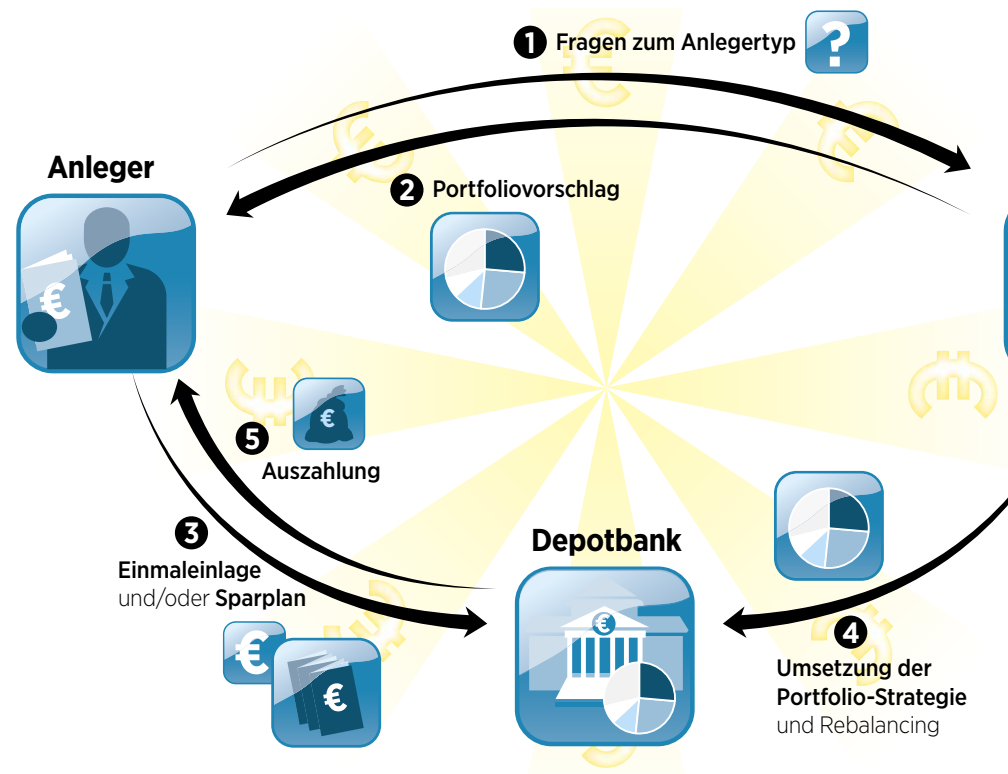 1 Fragen zum Anlegertyp
?
Anleger
€
2 Portfoliovorschlag
€
5
Auszahlung
3
Einmaleinlage
und/oder Sparplan
€
€
Depotbank
€
4
Umsetzung der
Portfolio-Strategie
und Rebalancing